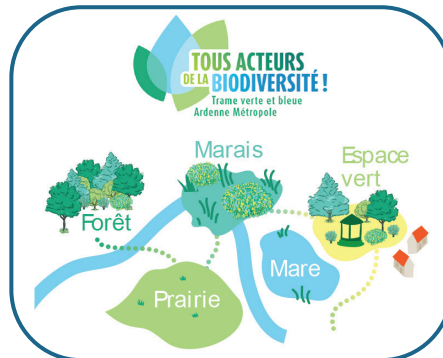 TOUS ACTEURS
DE LA BIODIVERSITÉ !
Trame verte et bleue
Ardenne Métropole
Marais
Espace
vert
Forêt
Mare
Prairie